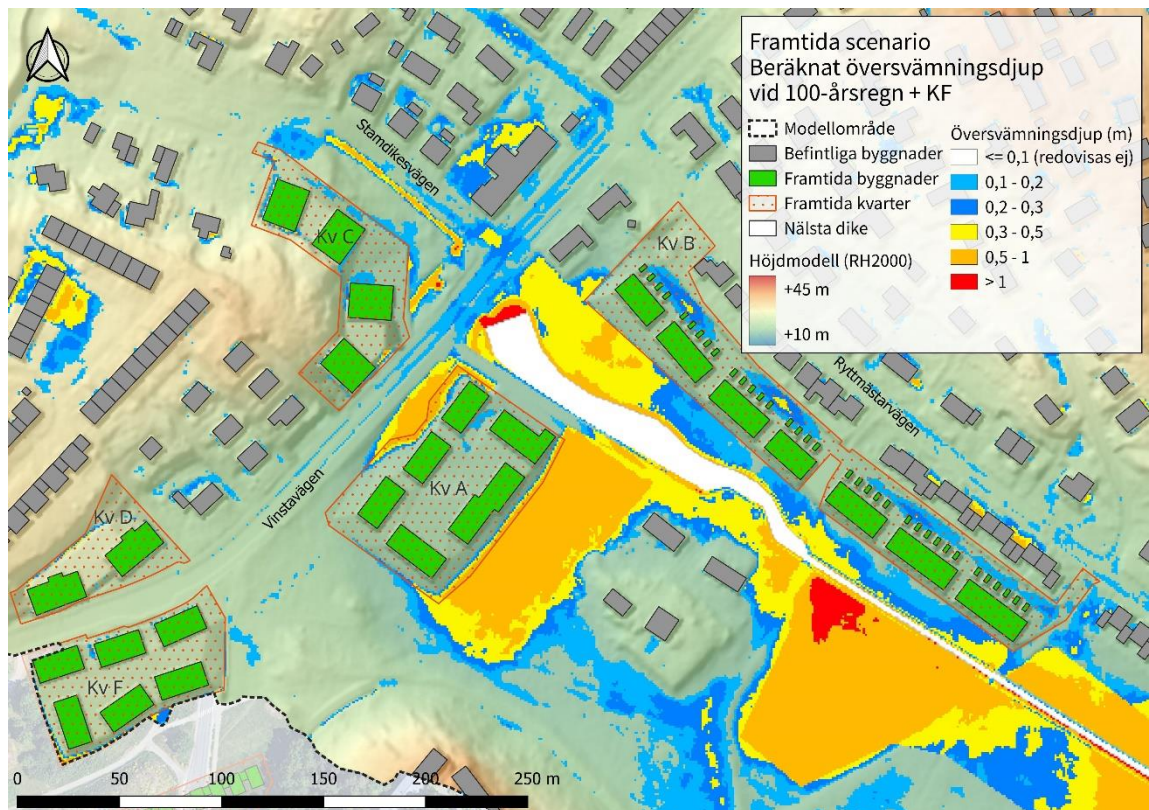 Framtida scenario
Beräknat översvämningsdjup
vid 100-årsregn + KF
Modellområde
Befintliga byggnader
Framtida byggnader
Framtida kvarter
Nälsta dike
Höjdmodell (RH2000)
+45 m
+10 m
Översvämningsdjup (m)
<= 0,1 (redovisas ej)
0,1 - 0,2
0,2 - 0,3
0,3 - 0,5
0,5 - 1
> 1
Stamdikesvägen
Kv C
Kv B
Ryttmästarvägen
Kv A
Vinstavägen
Kv D
Kv F
0 50 100 150 200 250 m